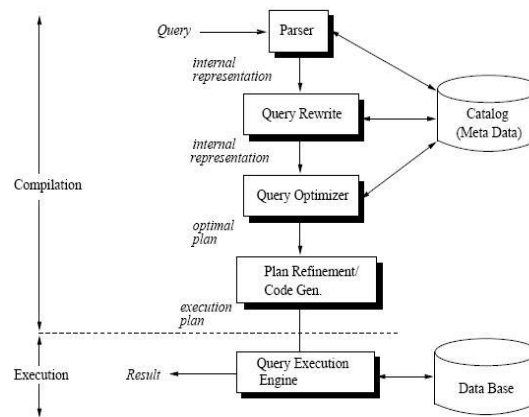 Query
Parser
internal
representation
Query Rewrite
Catalog
(Meta Data)
internal
representation
Compilation
Query Optimizer
optimal
plan
Plan Refinement/
Code Gen.
execution
plan
Execution
Result
Query Execution
Engine
Data Base